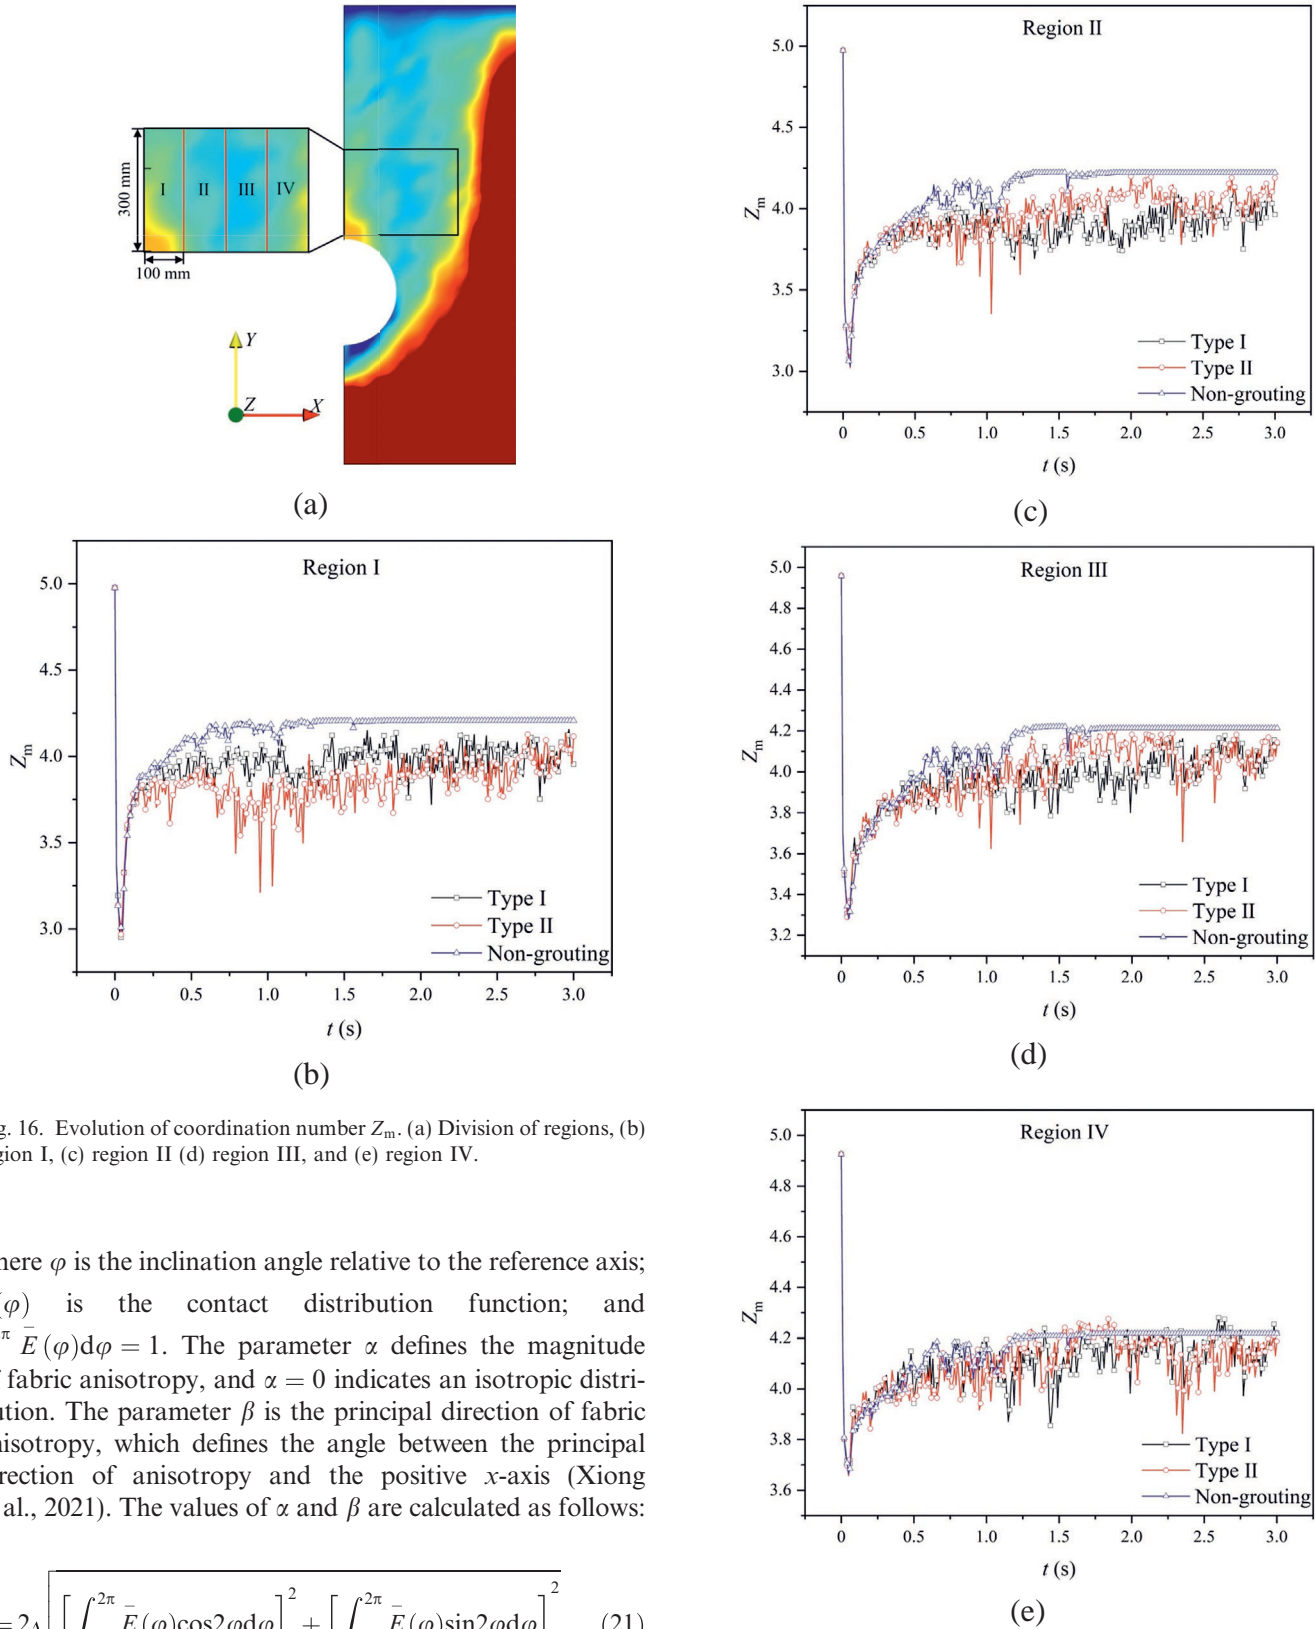 300 mm
I
II
III
IV
100 mm
Y
Z
X
(a)
Region I
5.0
4.5
4.0
3.5
3.0
Zm
Type I
Type II
Non-grouting
0
0.5
1.0
1.5
2.0
2.5
3.0
t (s)
(b)
g. 16. Evolution of coordination number Zm. (a) Division of regions, (b)
gion I, (c) region II (d) region III, and (e) region IV.
here φ is the inclination angle relative to the reference axis;
(φ) is the contact distribution function; and
2π Ē(φ)dφ = 1. The parameter α defines the magnitude
f fabric anisotropy, and α = 0 indicates an isotropic distri-
ution. The parameter β is the principal direction of fabric
nisotropy, which defines the angle between the principal
rection of anisotropy and the positive x-axis (Xiong
al., 2021). The values of α and β are calculated as follows:
= 2√[∫2π Ē(φ)cos2φdφ]² + [∫2π Ē(φ)sin2φdφ]² (21)
Region II
5.0
4.5
4.0
3.5
3.0
Zm
Type I
Type II
Non-grouting
0
0.5
1.0
1.5
2.0
2.5
3.0
t (s)
(c)
Region III
5.0
4.8
4.6
4.4
4.2
4.0
3.8
3.6
3.4
3.2
Zm
Type I
Type II
Non-grouting
0
0.5
1.0
1.5
2.0
2.5
3.0
t (s)
(d)
Region IV
5.0
4.8
4.6
4.4
4.2
4.0
3.8
3.6
Zm
Type I
Type II
Non-grouting
0
0.5
1.0
1.5
2.0
2.5
3.0
t (s)
(e)